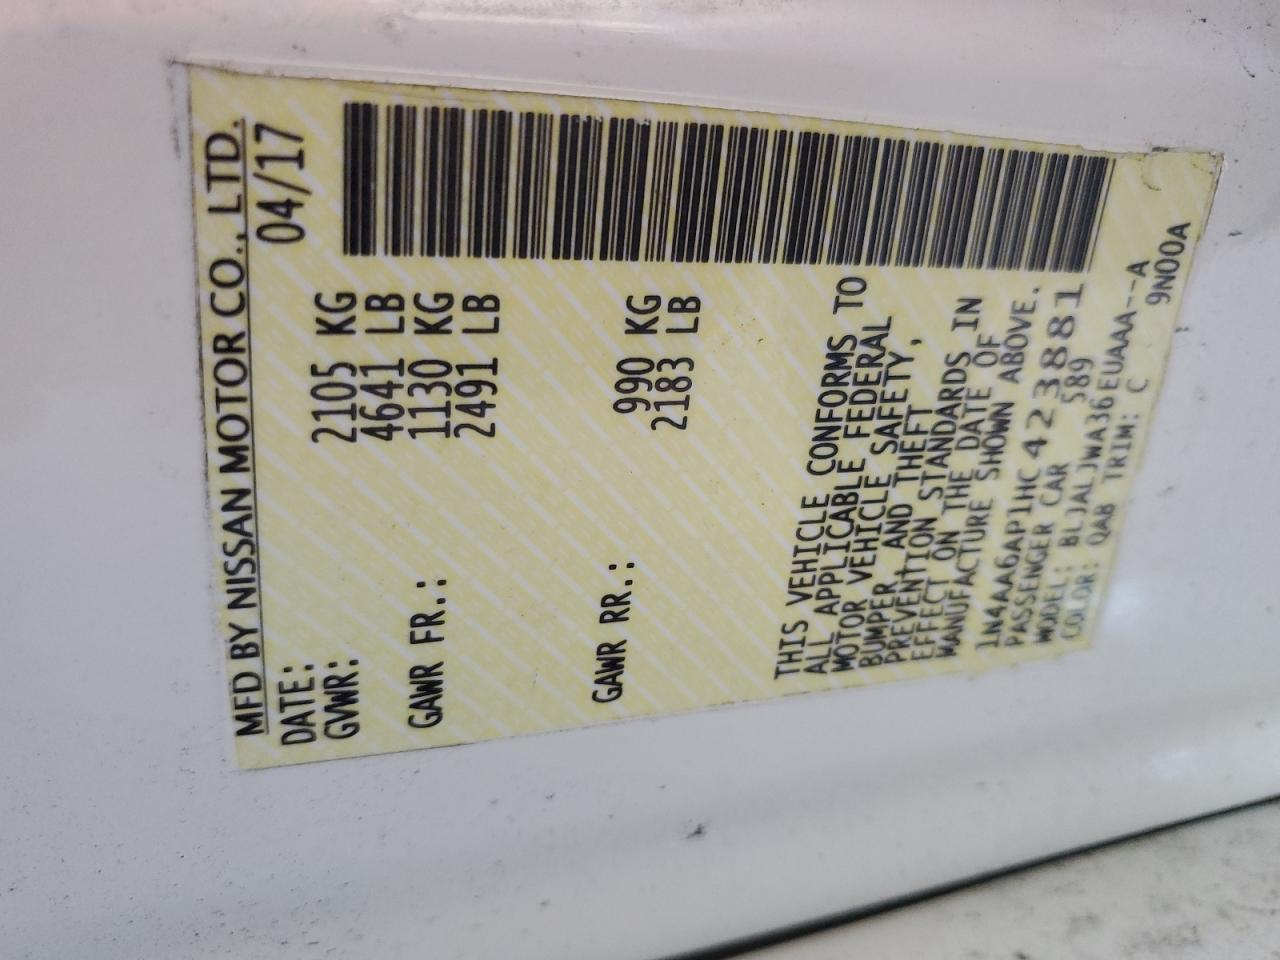 MFD BY NISSAN MOTOR CO., LTD.
DATE: 04/17
GVWR: 2105 KG
4641 LB
GAWR FR.: 1130 KG
2491 LB
GAWR RR.: 990 KG
2183 LB
THIS VEHICLE CONFORMS TO
ALL APPLICABLE FEDERAL
MOTOR VEHICLE SAFETY,
BUMPER, AND THEFT
PREVENTION STANDARDS IN
EFFECT ON THE DATE OF
MANUFACTURE SHOWN ABOVE.
1N4AA6AP1HC423881
PASSENGER CAR 589
MODEL: BLJALJWA36EUAAA--A
COLOR: QAB TRIM: C 9N00A